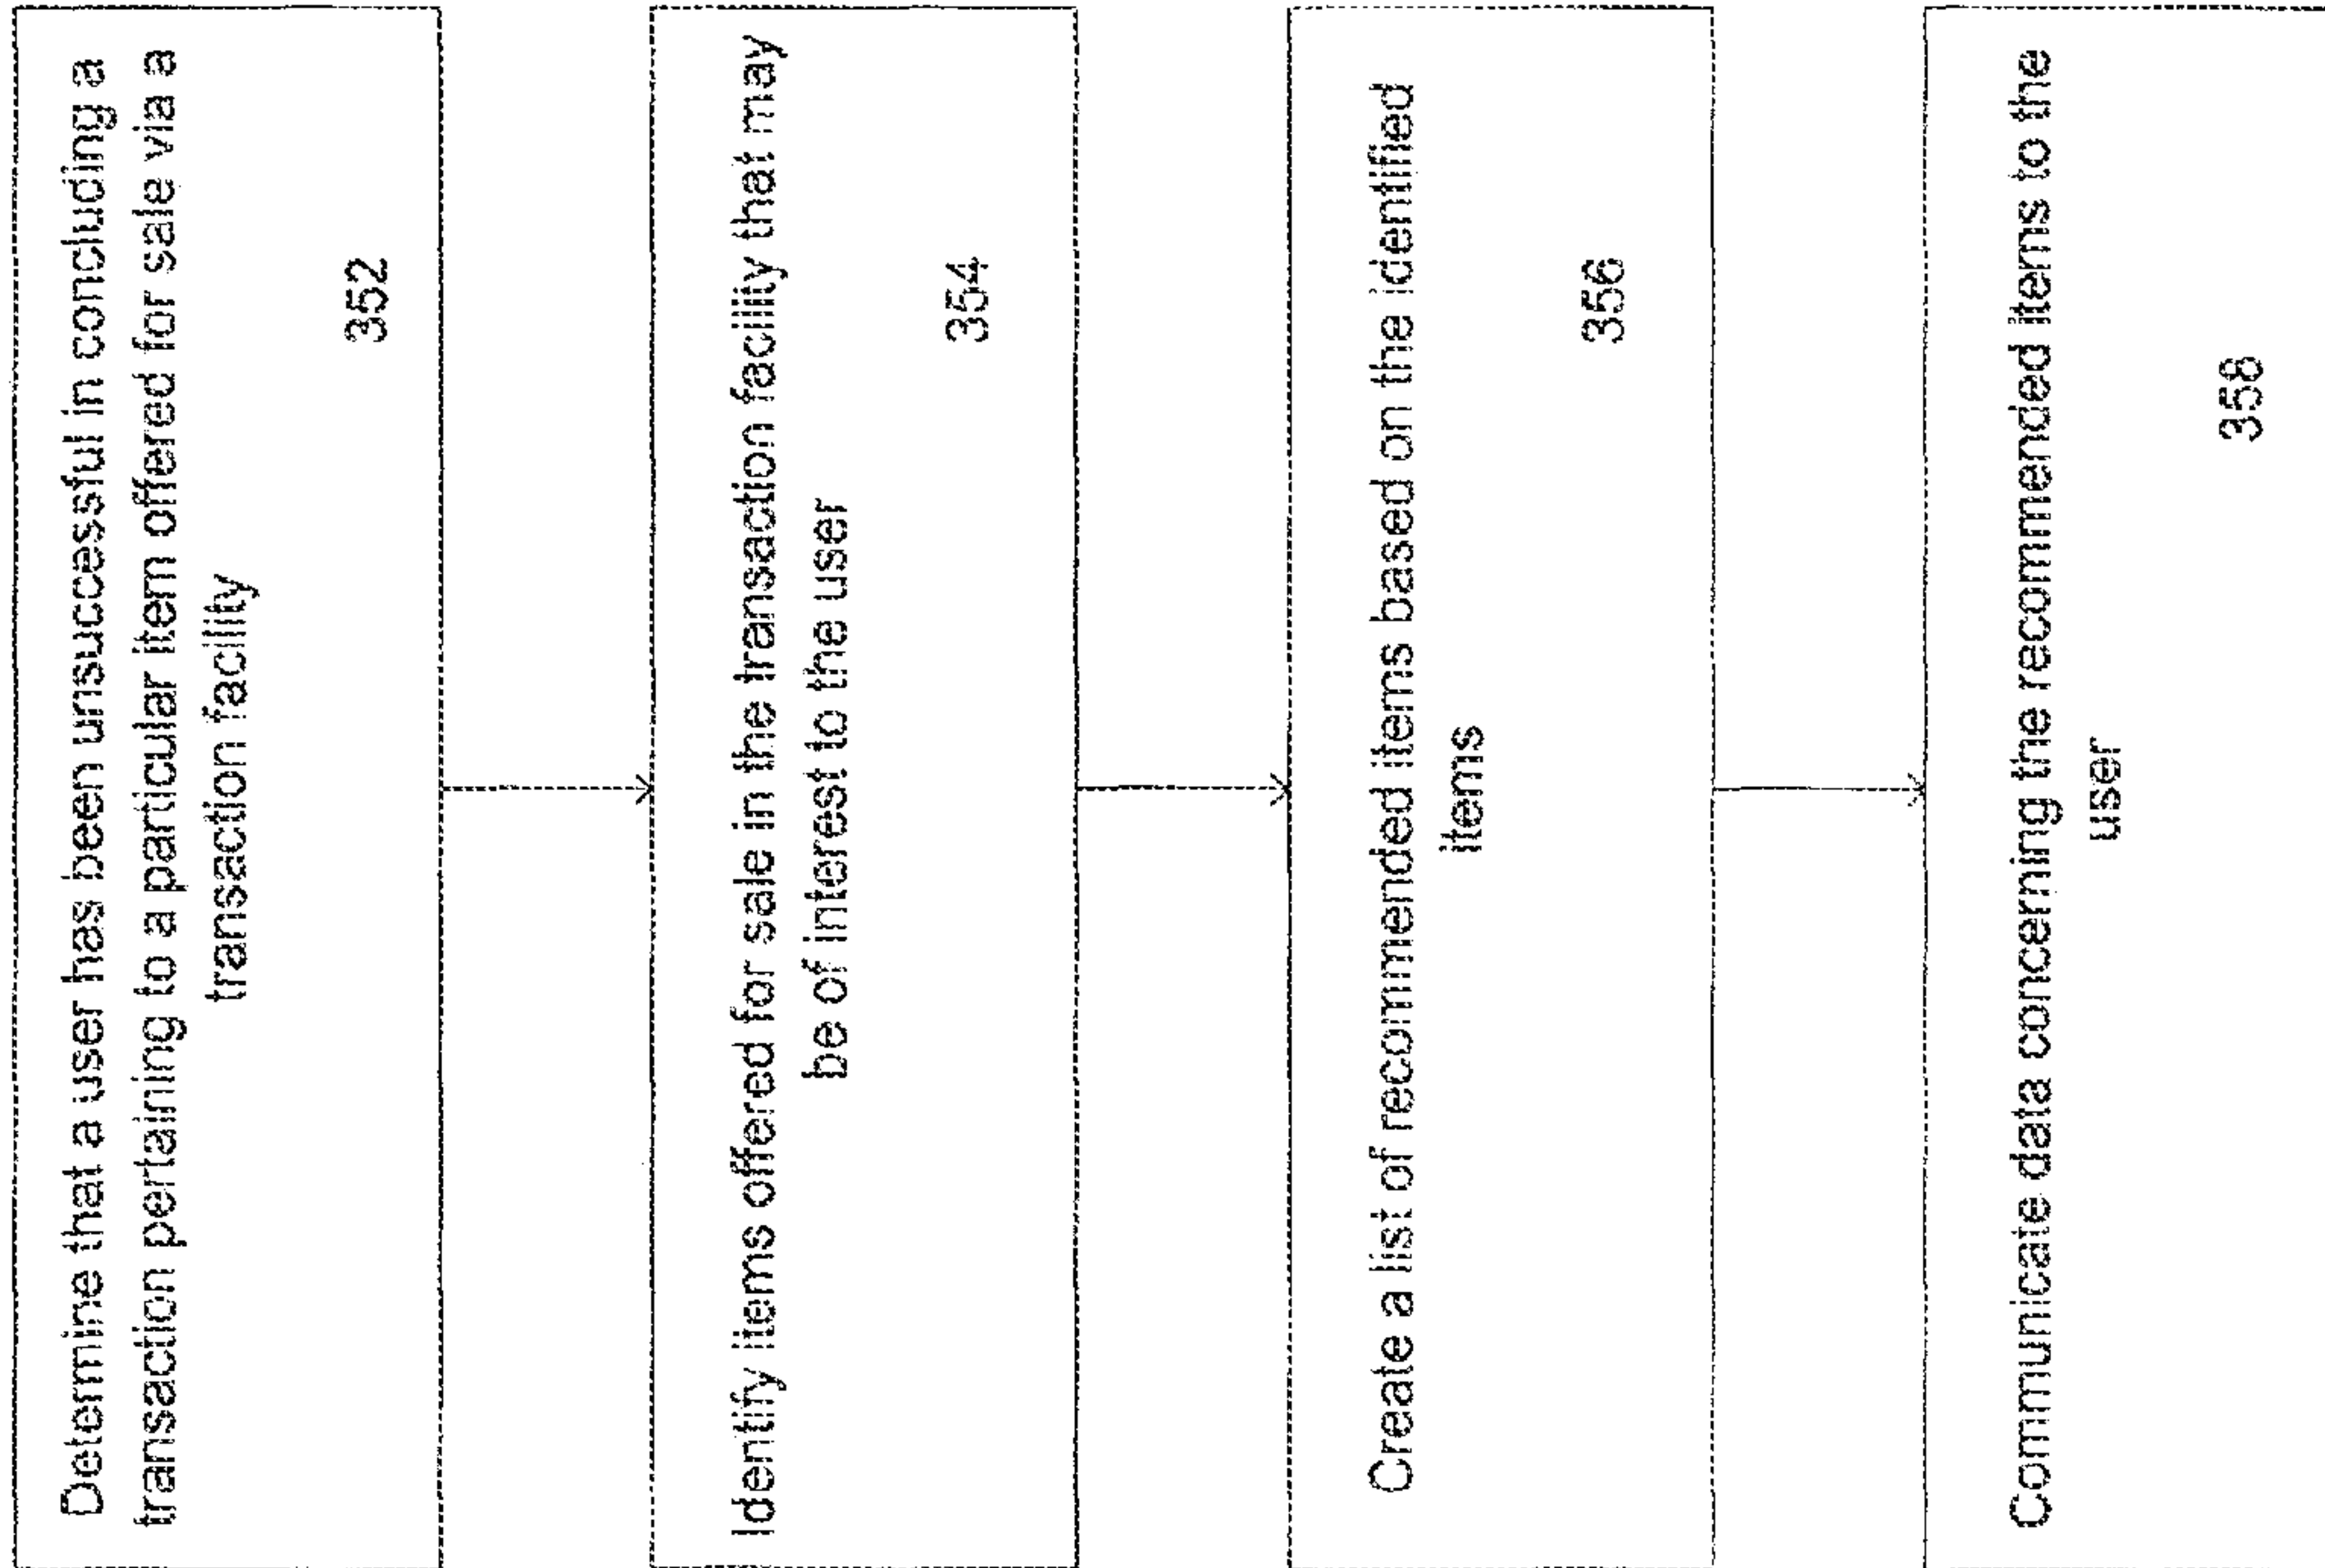 Determine that a user has been unsuccessful in concluding a
transaction pertaining to a particular item offered for sale via a
transaction facility
352
Identify items offered for sale in the transaction facility that may
be of interest to the user
354
Create a list of recommended items based on the identified
items
356
Communicate data concerning the recommended items to the
user
358